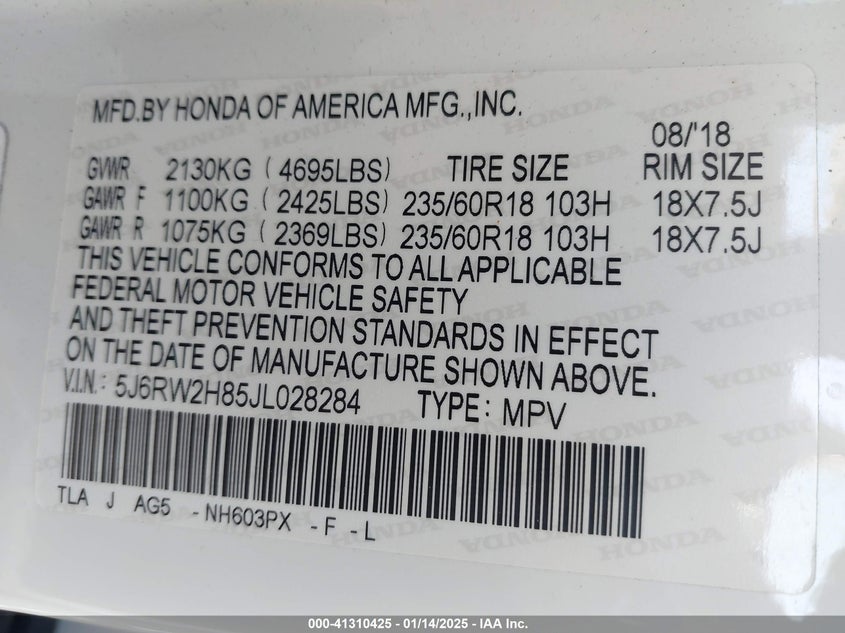 MFD.BY HONDA OF AMERICA MFG.,INC.
08/'18
GVWR 2130KG ( 4695LBS) TIRE SIZE RIM SIZE
GAWR F 1100KG ( 2425LBS) 235/60R18 103H 18X7.5J
GAWR R 1075KG ( 2369LBS) 235/60R18 103H 18X7.5J
THIS VEHICLE CONFORMS TO ALL APPLICABLE
FEDERAL MOTOR VEHICLE SAFETY
AND THEFT PREVENTION STANDARDS IN EFFECT
ON THE DATE OF MANUFACTURE SHOWN ABOVE.
V.I.N.: 5J6RW2H85JL028284 TYPE: MPV
TLA J AG5 -NH603PX -F -L
000-41310425 - 01/14/2025 - IAA Inc.